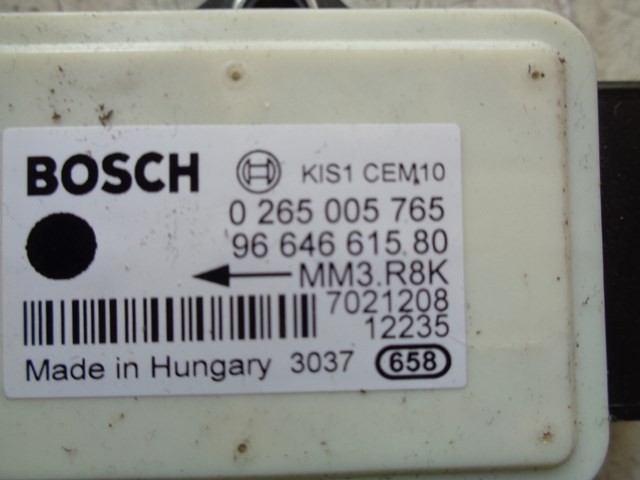 BOSCH KIS1 CEM10
0 265 005 765
96 646 615 80
MM3.R8K
7021208
12235
Made in Hungary 3037 658